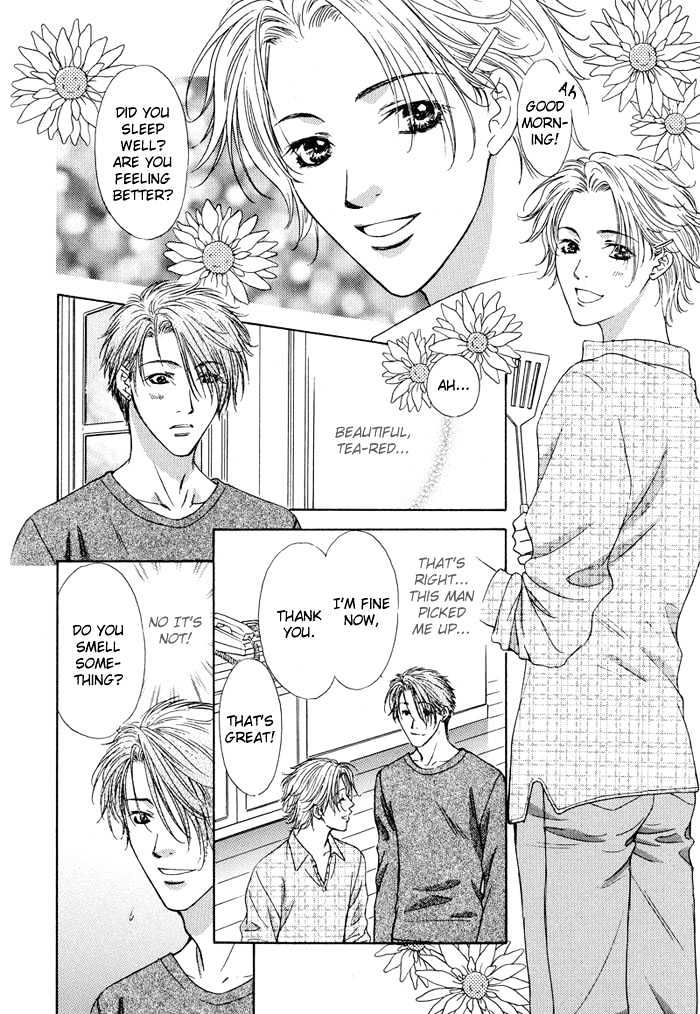 Ah
GOOD
MORN-
ING!
DID YOU
SLEEP
WELL?
ARE YOU
FEELING
BETTER?
AH...
BEAUTIFUL,
TEA-RED...
THAT'S
RIGHT...
THIS MAN
PICKED
ME UP...
I'M FINE
NOW,
THANK
YOU.
THAT'S
GREAT!
NO IT'S
NOT!
DO YOU
SMELL
SOME-
THING?